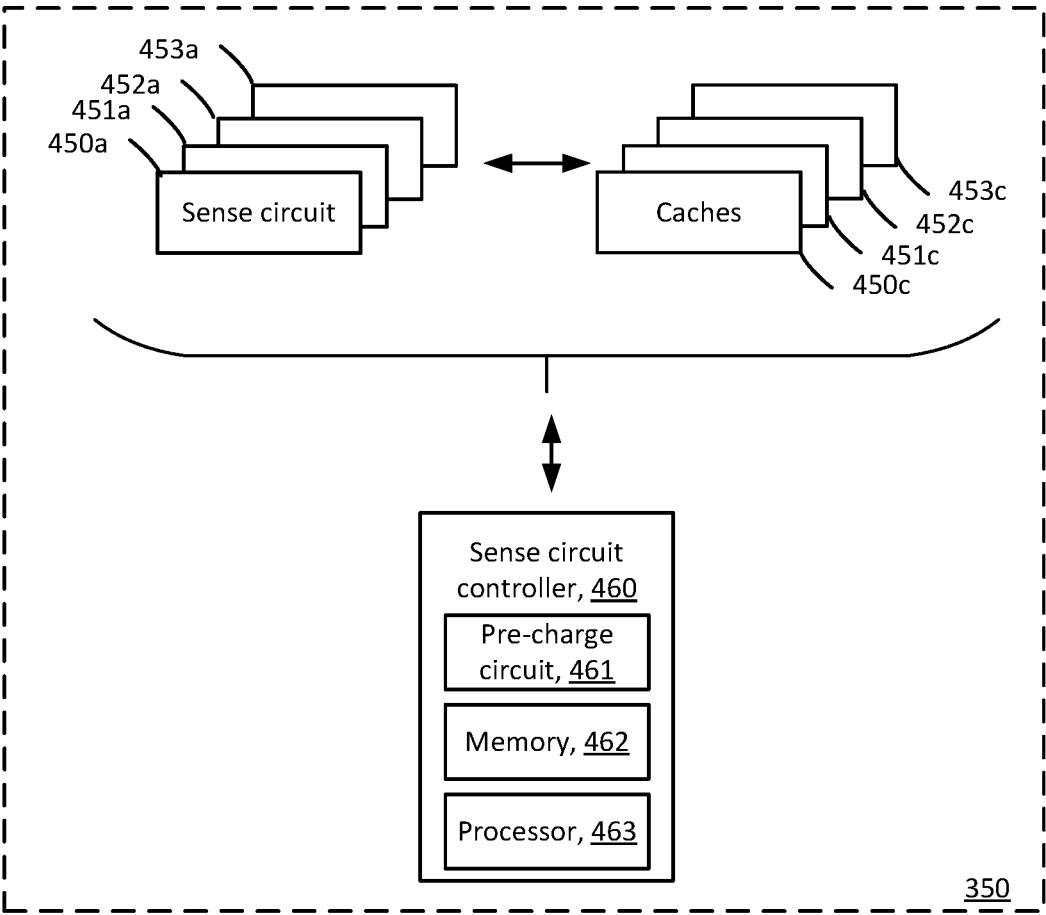 453a
452a
451a
450a
Sense circuit
Caches
453c
452c
451c
450c
Sense circuit
controller, 460
Pre-charge
circuit, 461
Memory, 462
Processor, 463
350